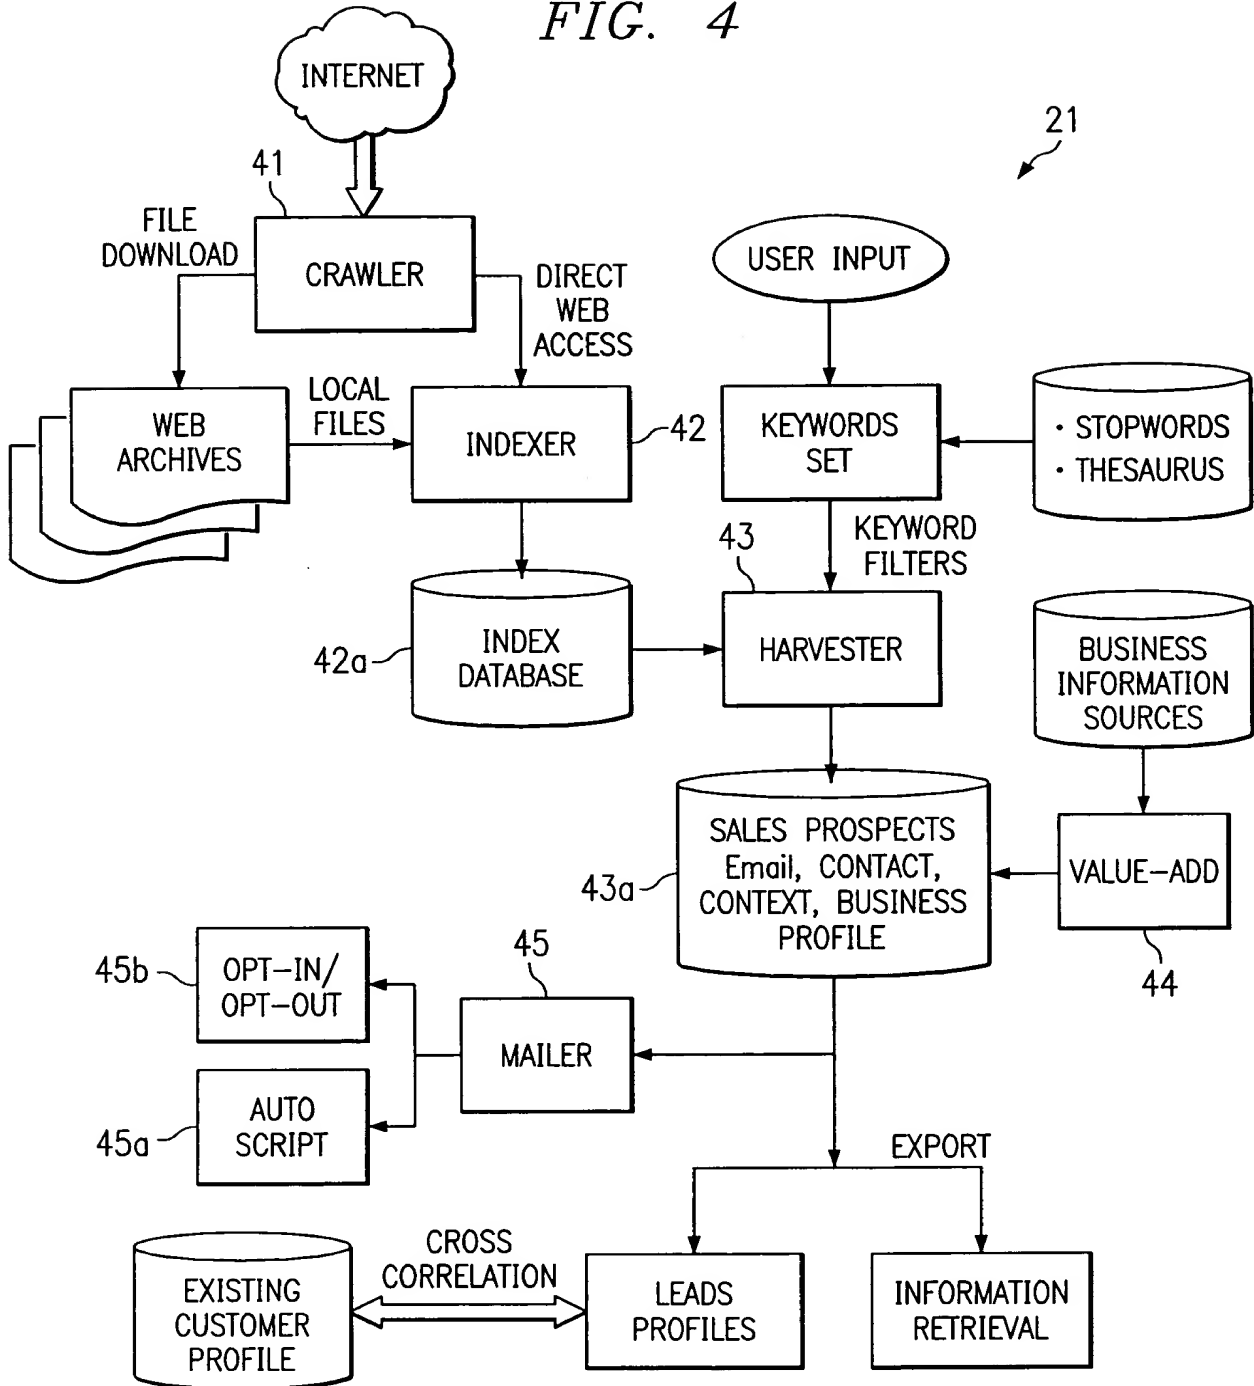 FIG. 4
INTERNET
21
41
FILE
DOWNLOAD
CRAWLER
DIRECT
WEB
ACCESS
USER INPUT
WEB
ARCHIVES
LOCAL
FILES
INDEXER
42
KEYWORDS
SET
• STOPWORDS
• THESAURUS
43
KEYWORD
FILTERS
42a
INDEX
DATABASE
HARVESTER
BUSINESS
INFORMATION
SOURCES
43a
SALES PROSPECTS
Email, CONTACT,
CONTEXT, BUSINESS
PROFILE
VALUE-ADD
44
45b
OPT-IN/
OPT-OUT
45
MAILER
45a
AUTO
SCRIPT
EXPORT
EXISTING
CUSTOMER
PROFILE
CROSS
CORRELATION
LEADS
PROFILES
INFORMATION
RETRIEVAL